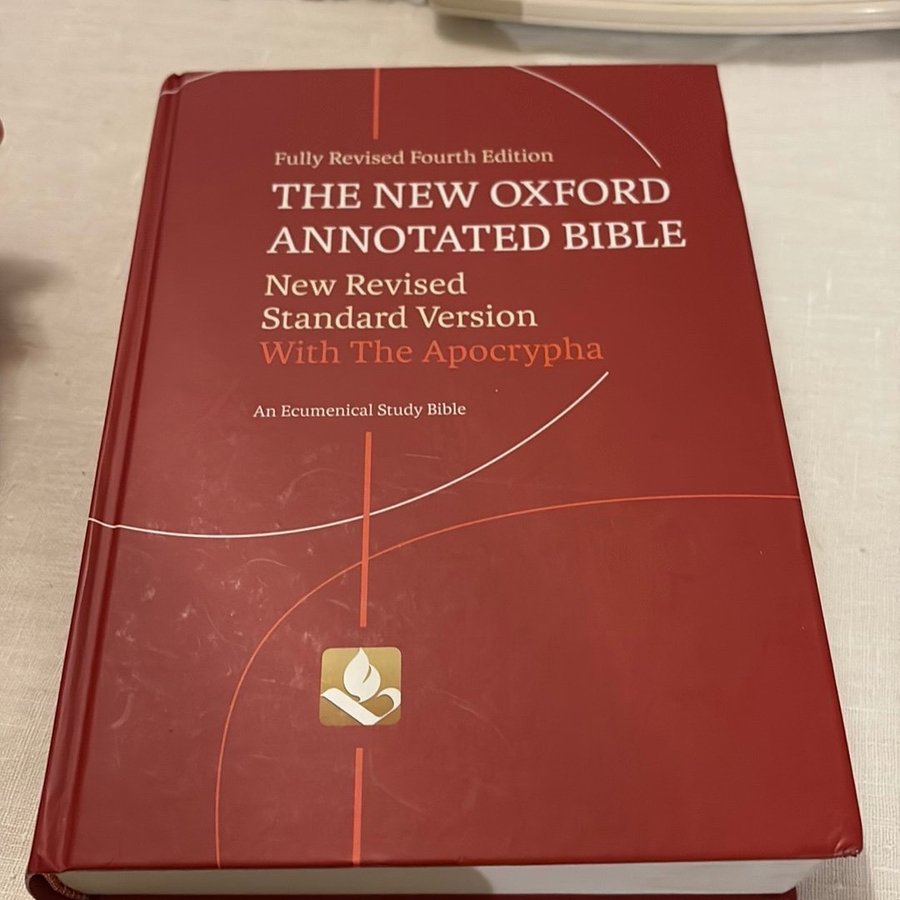 Fully Revised Fourth Edition
THE NEW OXFORD
ANNOTATED BIBLE
New Revised
Standard Version
With The Apocrypha
An Ecumenical Study Bible